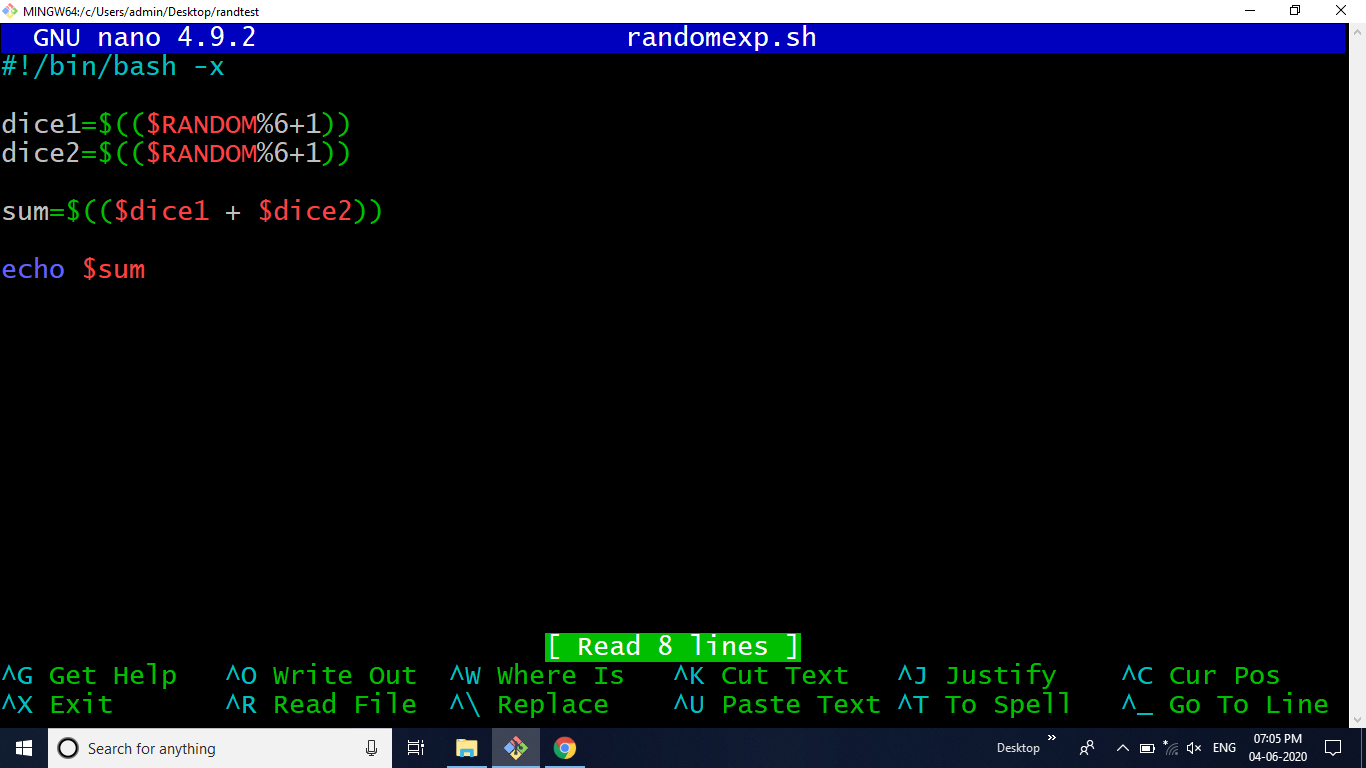 MINGW64:/c/Users/admin/Desktop/randtest
GNU nano 4.9.2 randomexp.sh
#!/bin/bash -x
dice1=$(($RANDOM%6+1))
dice2=$(($RANDOM%6+1))
sum=$(($dice1 + $dice2))
echo $sum
[ Read 8 lines ]
^G Get Help ^O Write Out ^W Where Is ^K Cut Text ^J Justify ^C Cur Pos
^X Exit ^R Read File ^\ Replace ^U Paste Text ^T To Spell ^_ Go To Line
Search for anything Desktop » ENG 07:05 PM
04-06-2020